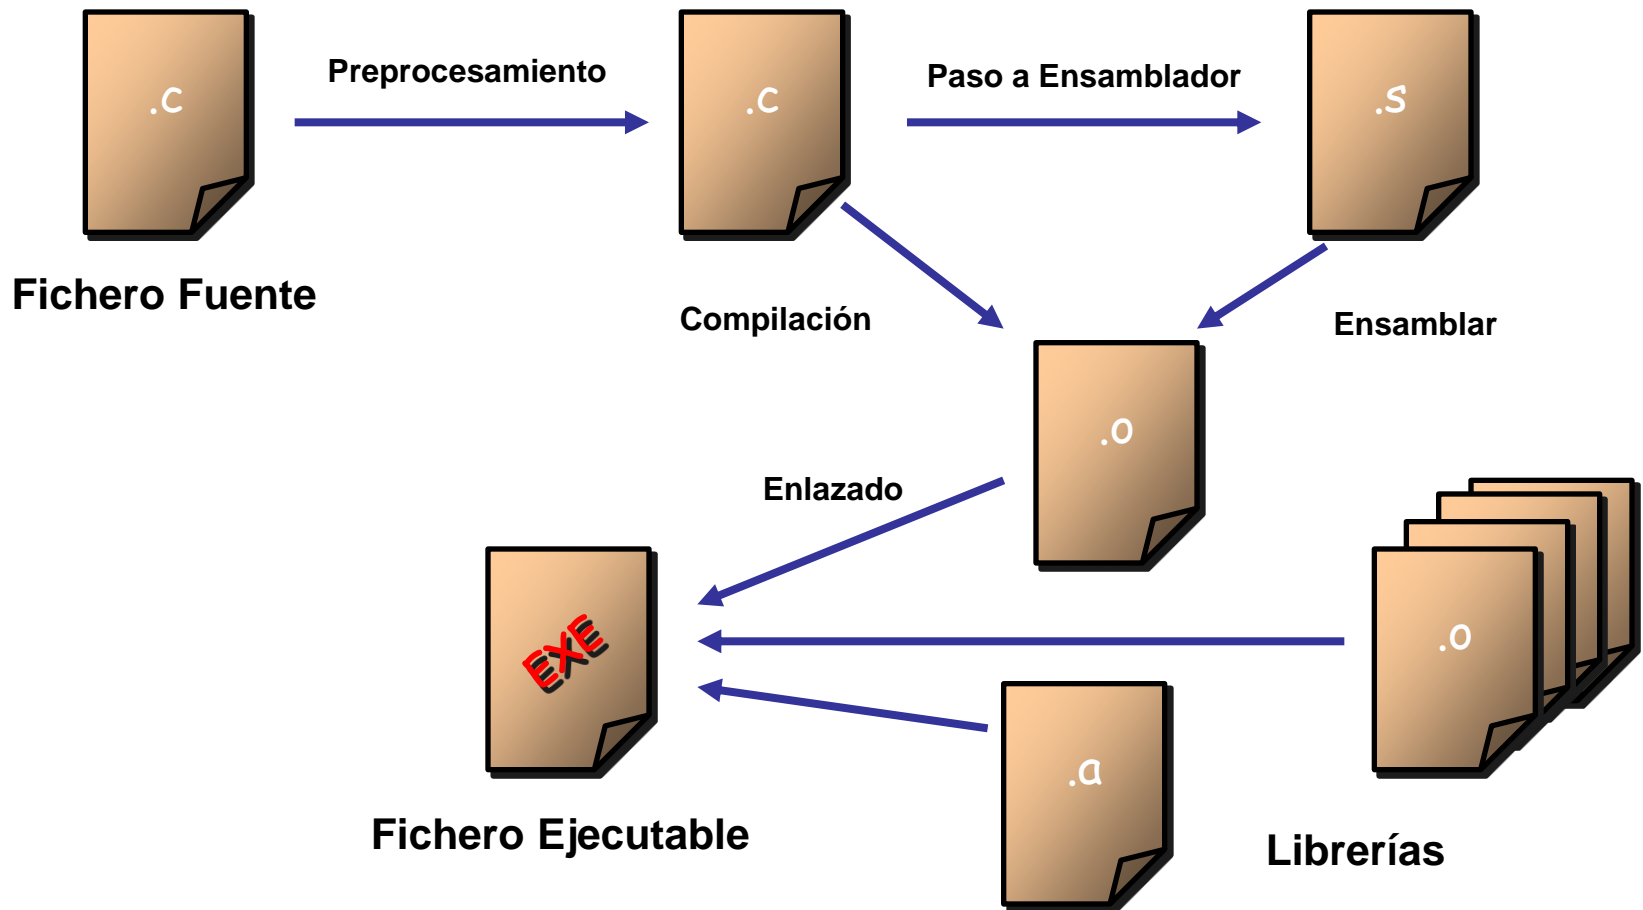 .c
Preprocesamiento
.c
Paso a Ensamblador
.s
Fichero Fuente
Compilación
Ensamblar
.o
Enlazado
EXE
.o
.a
Fichero Ejecutable
Librerías